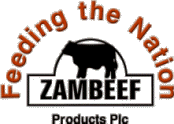 Feeding the Nation
ZAMBEEF
Products Plc